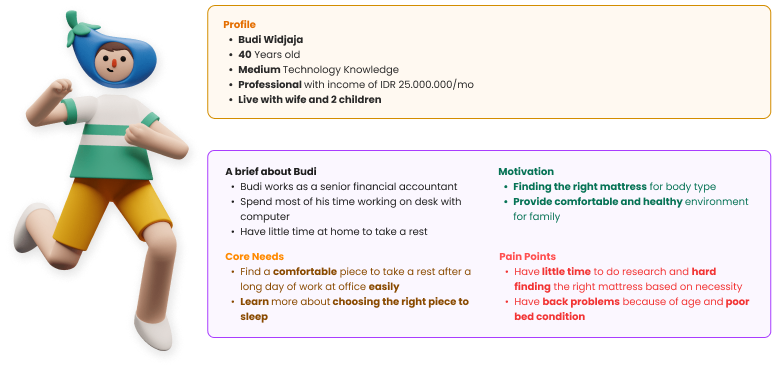 Profile
• Budi Widjaja
• 40 Years old
• Medium Technology Knowledge
• Professional with income of IDR 25.000.000/mo
• Live with wife and 2 children
A brief about Budi
• Budi works as a senior financial accountant
• Spend most of his time working on desk with
computer
• Have little time at home to take a rest
Motivation
• Finding the right mattress for body type
• Provide comfortable and healthy environment
for family
Core Needs
• Find a comfortable piece to take a rest after a
long day of work at office easily
• Learn more about choosing the right piece to
sleep
Pain Points
• Have little time to do research and hard
finding the right mattress based on necessity
• Have back problems because of age and poor
bed condition